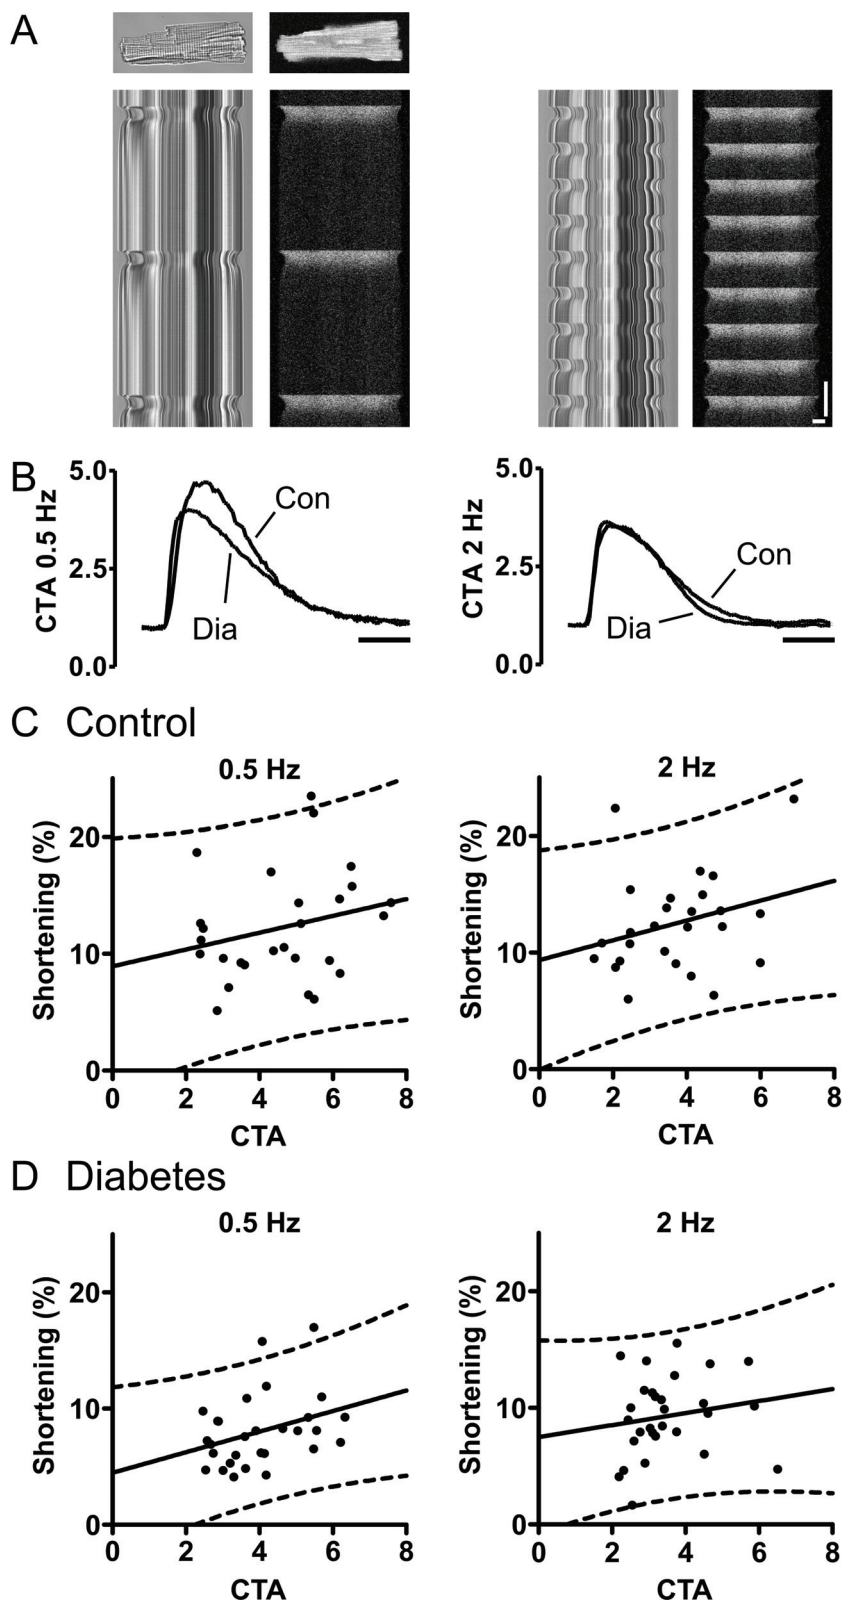 A
B
CTA 0.5 Hz
5.0
2.5
0.0
Con
Dia
CTA 2 Hz
5.0
2.5
0.0
Con
Dia
C Control
0.5 Hz
Shortening (%)
20
10
0
0 2 4 6 8
CTA
2 Hz
Shortening (%)
20
10
0
0 2 4 6 8
CTA
D Diabetes
0.5 Hz
Shortening (%)
20
10
0
0 2 4 6 8
CTA
2 Hz
Shortening (%)
20
10
0
0 2 4 6 8
CTA